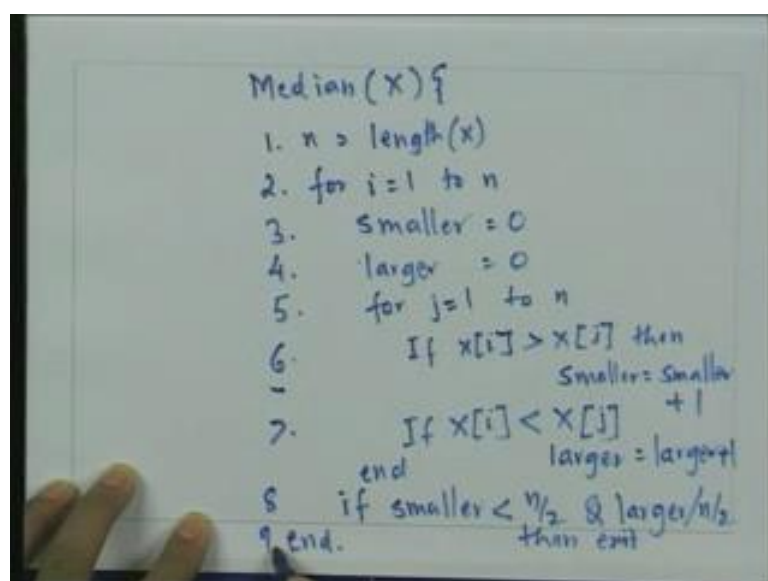 Median (X) {
1. n = length(x)
2. for i=1 to n
3. smaller = 0
4. larger = 0
5. for j=1 to n
6. If x[i] > x[j] then
smaller = smaller
+ 1
7. If x[i] < x[j]
larger = larger+1
end
8 if smaller < n/2 & larger/n/2
then exit
9. end.